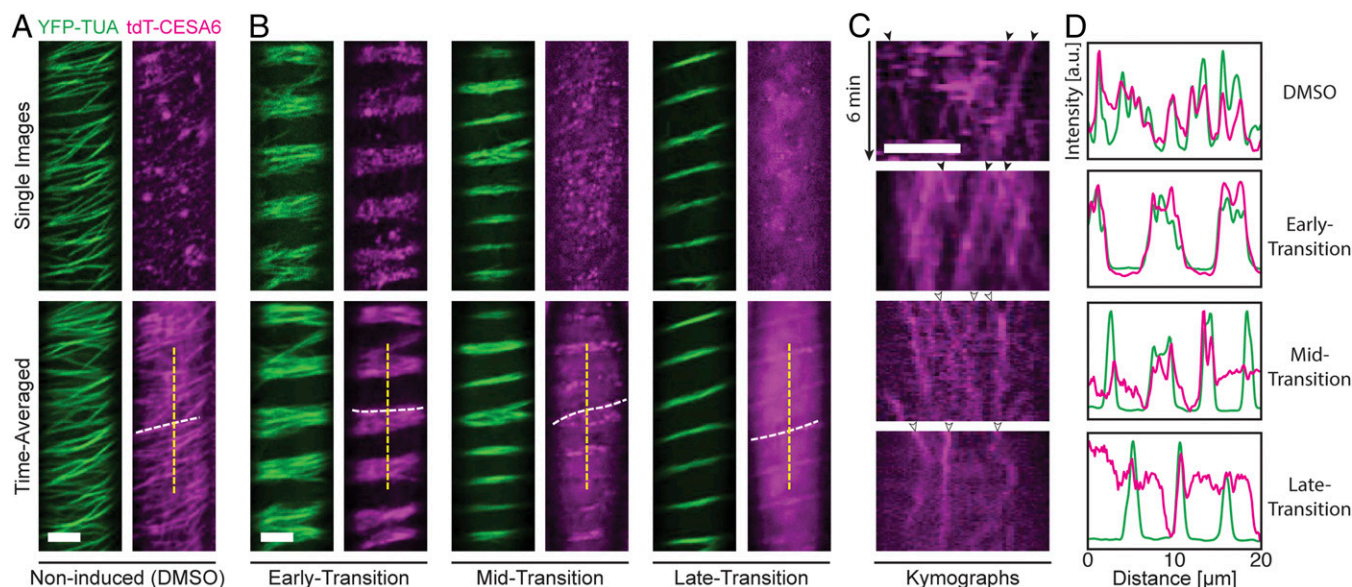 A
YFP-TUA tdT-CESA6
B
C
D
Single Images
Time-Averaged
6 min
Intensity [a.u.]
DMSO
Early-
Transition
Mid-
Transition
Late-
Transition
0 10 20
Distance [µm]
Non-induced (DMSO)
Early-Transition
Mid-Transition
Late-Transition
Kymographs